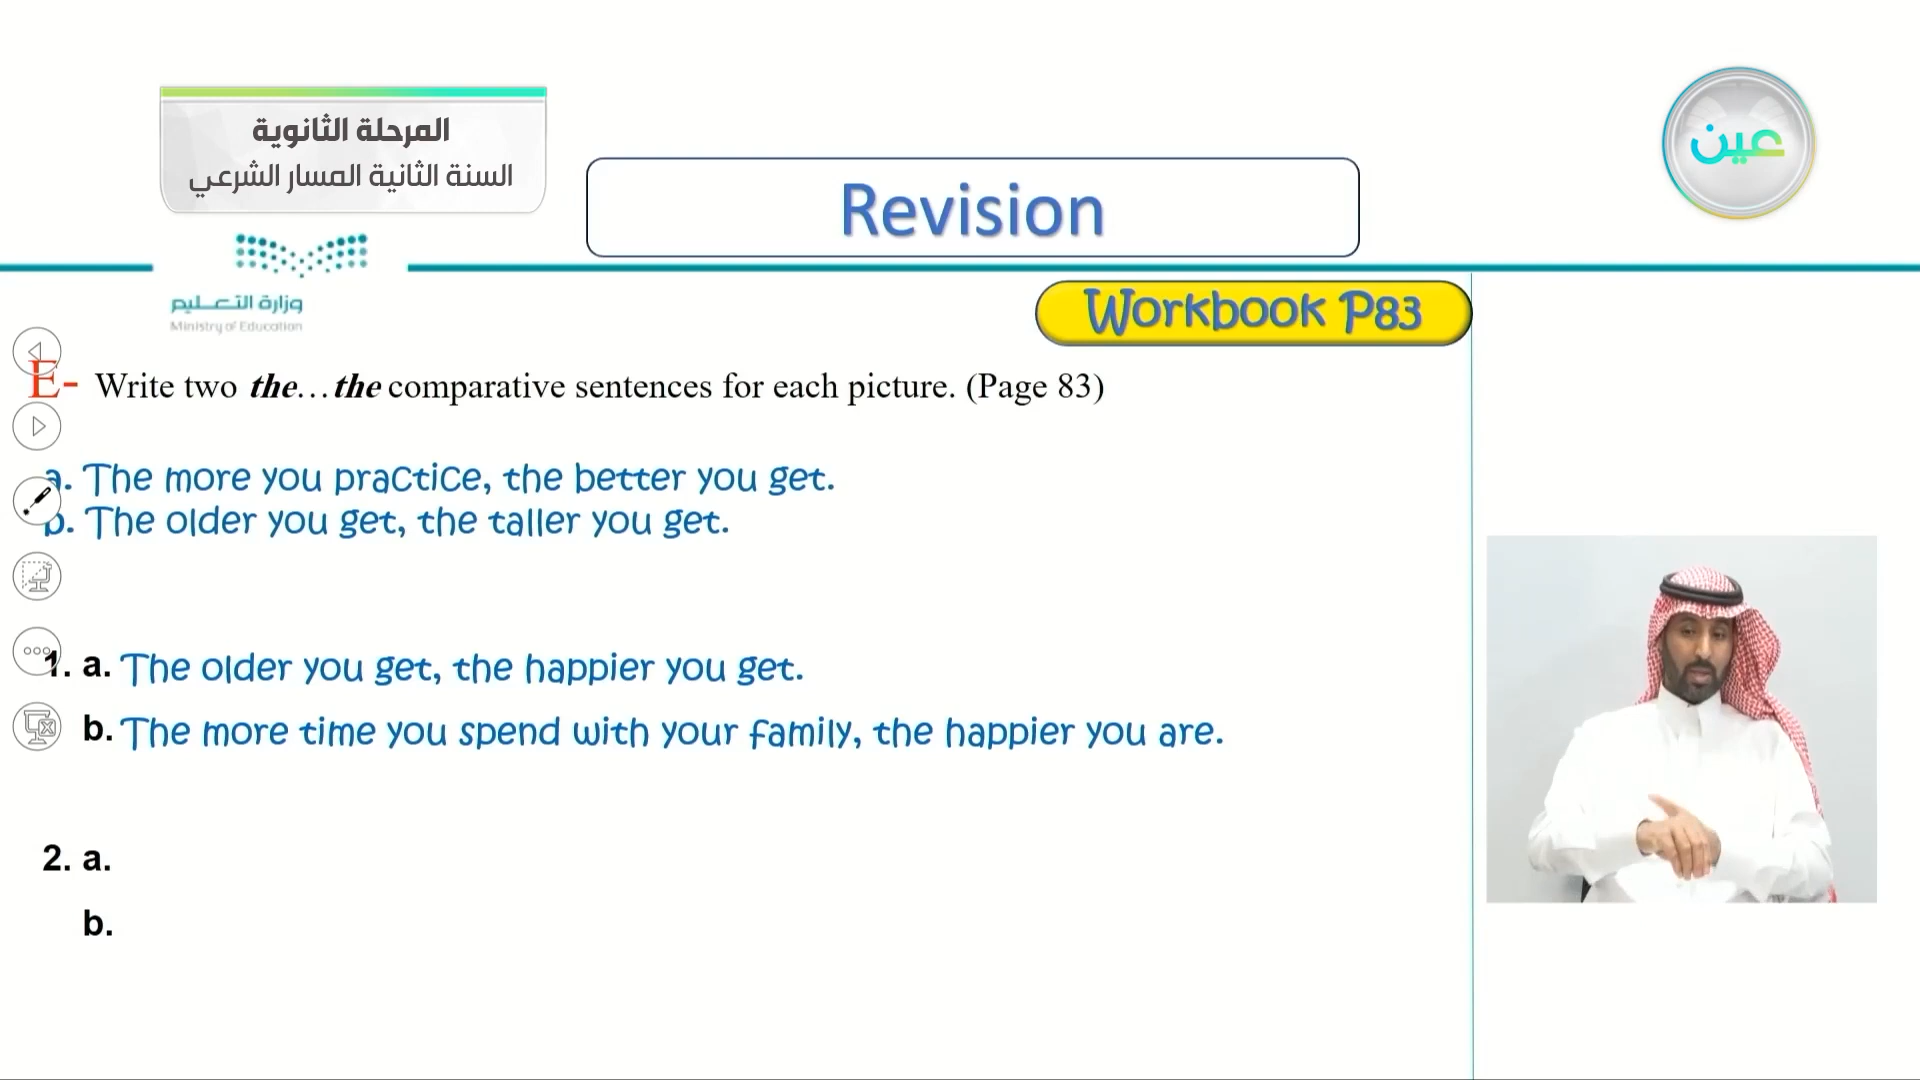 المرحلة الثانوية
السنة الثانية المسار الشرعي
عين
Revision
وزارة التعليم
Ministry of Education
Workbook P83
E- Write two the...the comparative sentences for each picture. (Page 83)
a. The more you practice, the better you get.
b. The older you get, the taller you get.
1. a. The older you get, the happier you get.
b. The more time you spend with your family, the happier you are.
2. a.
b.